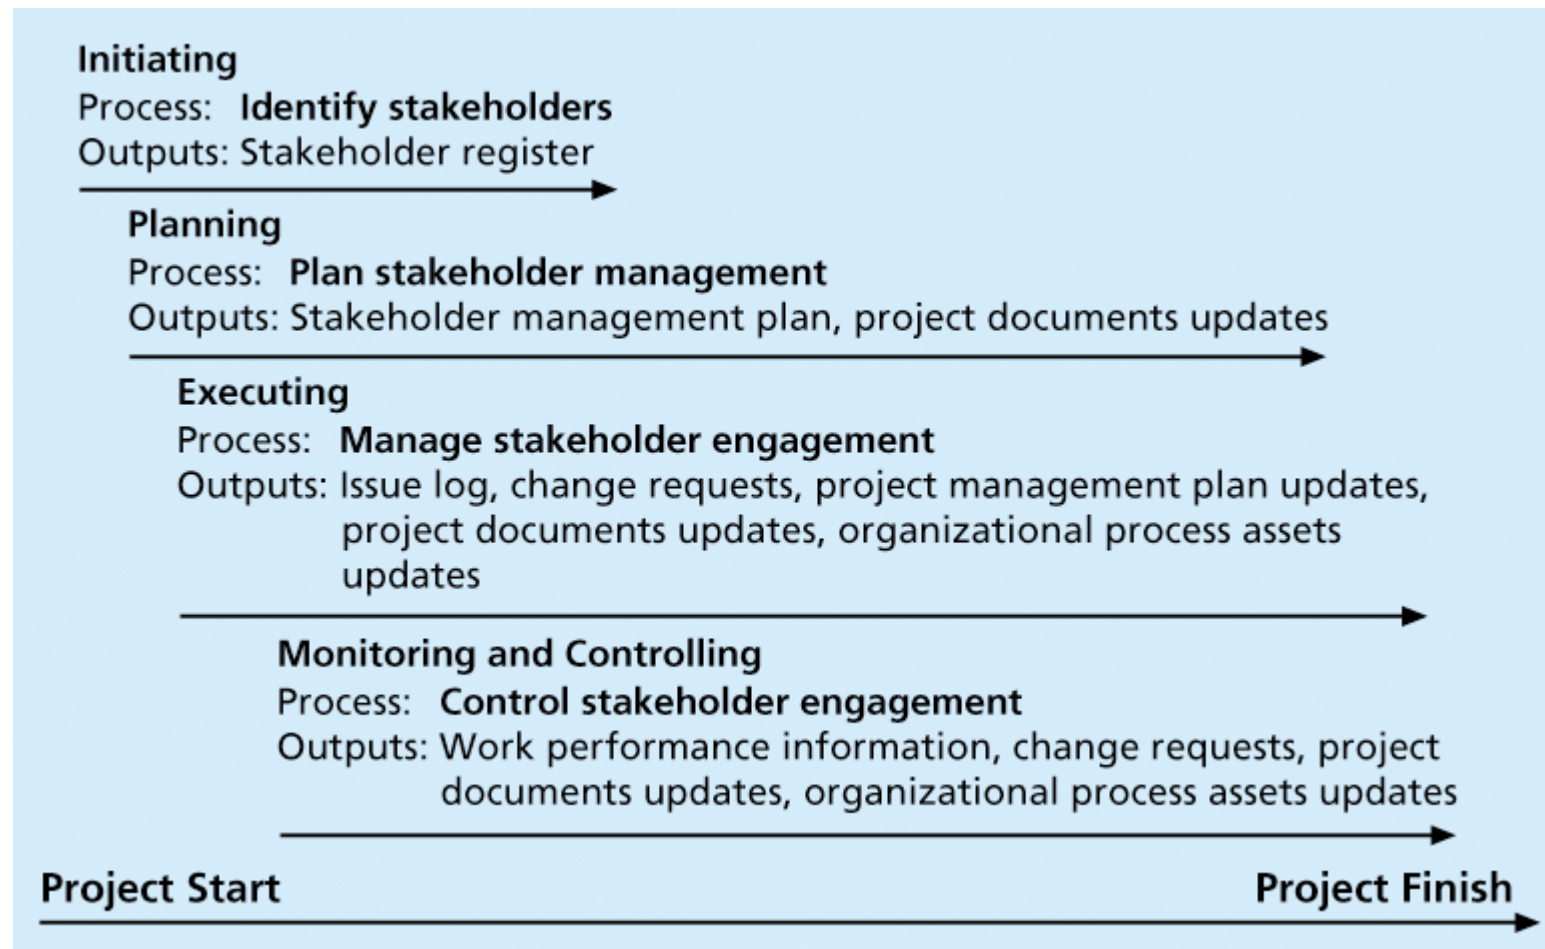 Initiating
Process: Identify stakeholders
Outputs: Stakeholder register
Planning
Process: Plan stakeholder management
Outputs: Stakeholder management plan, project documents updates
Executing
Process: Manage stakeholder engagement
Outputs: Issue log, change requests, project management plan updates,
project documents updates, organizational process assets
updates
Monitoring and Controlling
Process: Control stakeholder engagement
Outputs: Work performance information, change requests, project
documents updates, organizational process assets updates
Project Start Project Finish